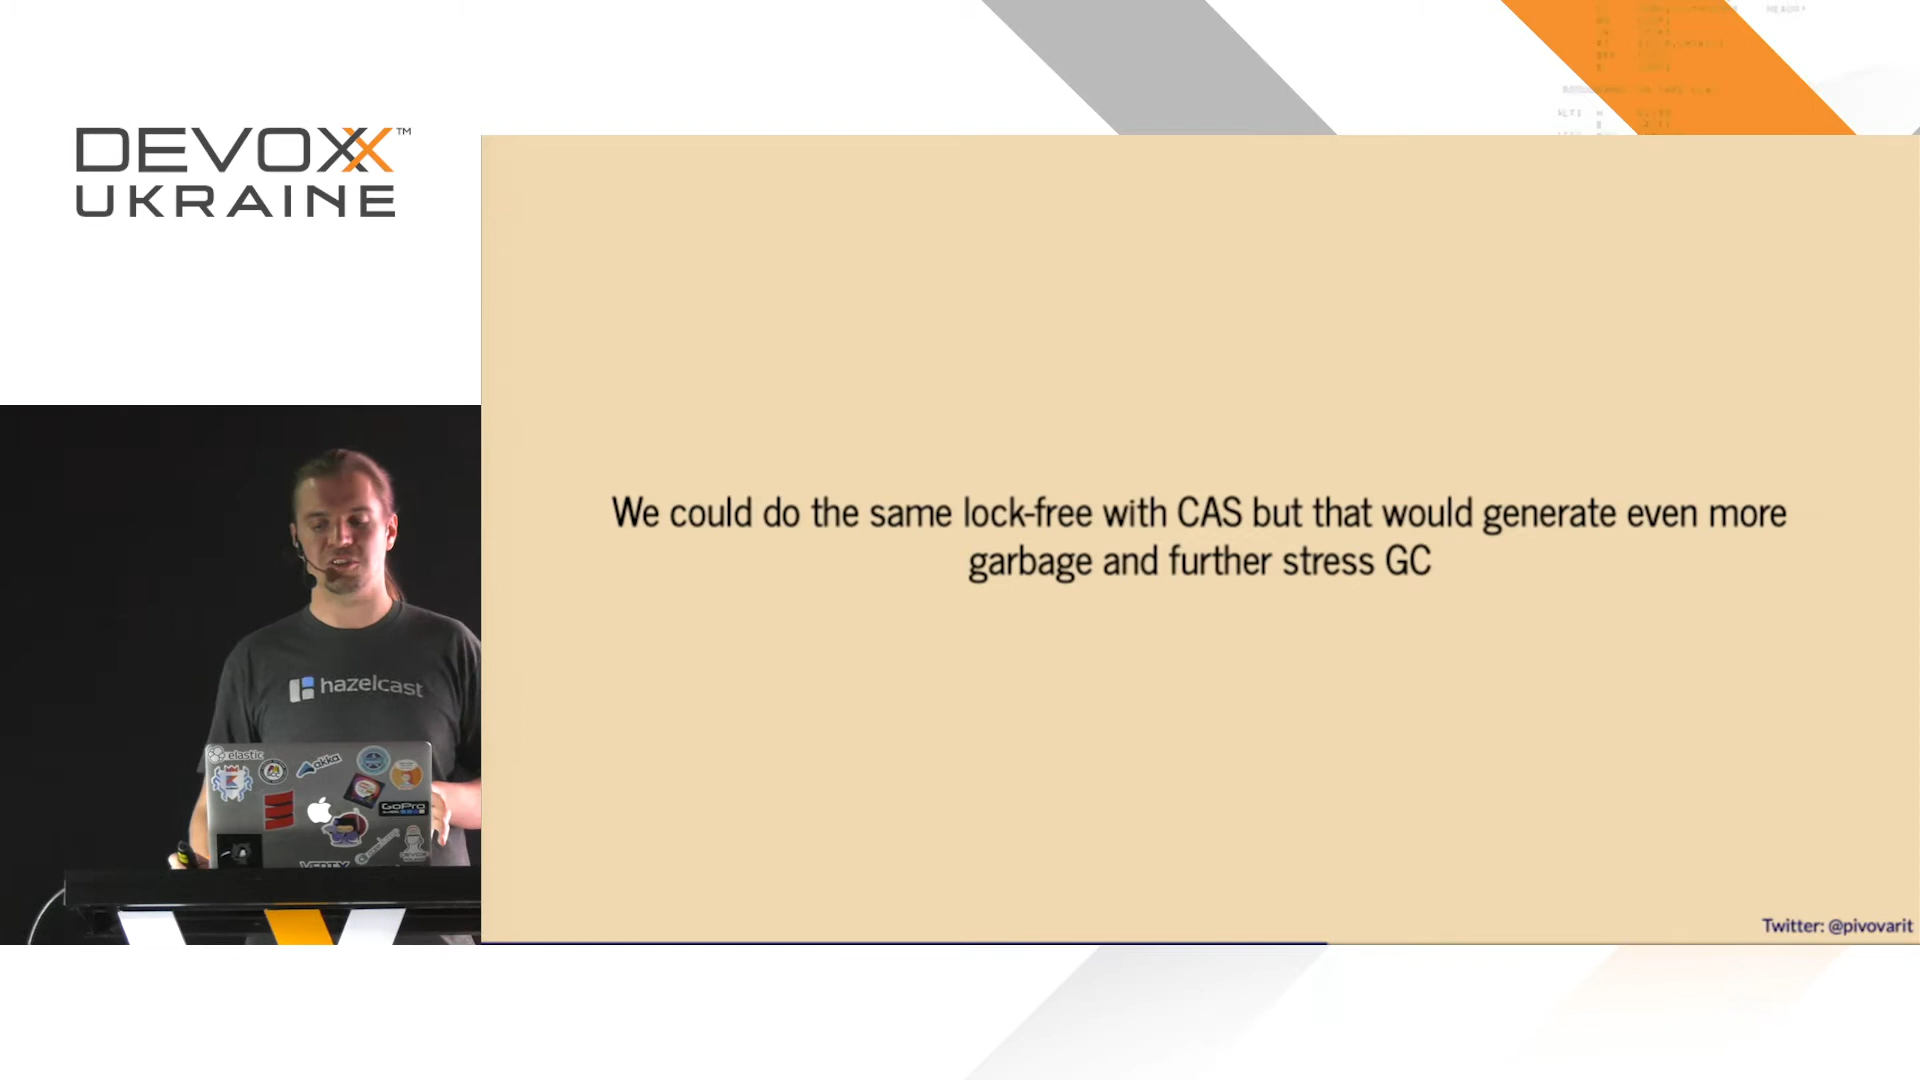 DEVOXX™
UKRAINE
We could do the same lock-free with CAS but that would generate even more
garbage and further stress GC
Twitter: @pivovarit
hazelcast
elastic
akka
GoPro